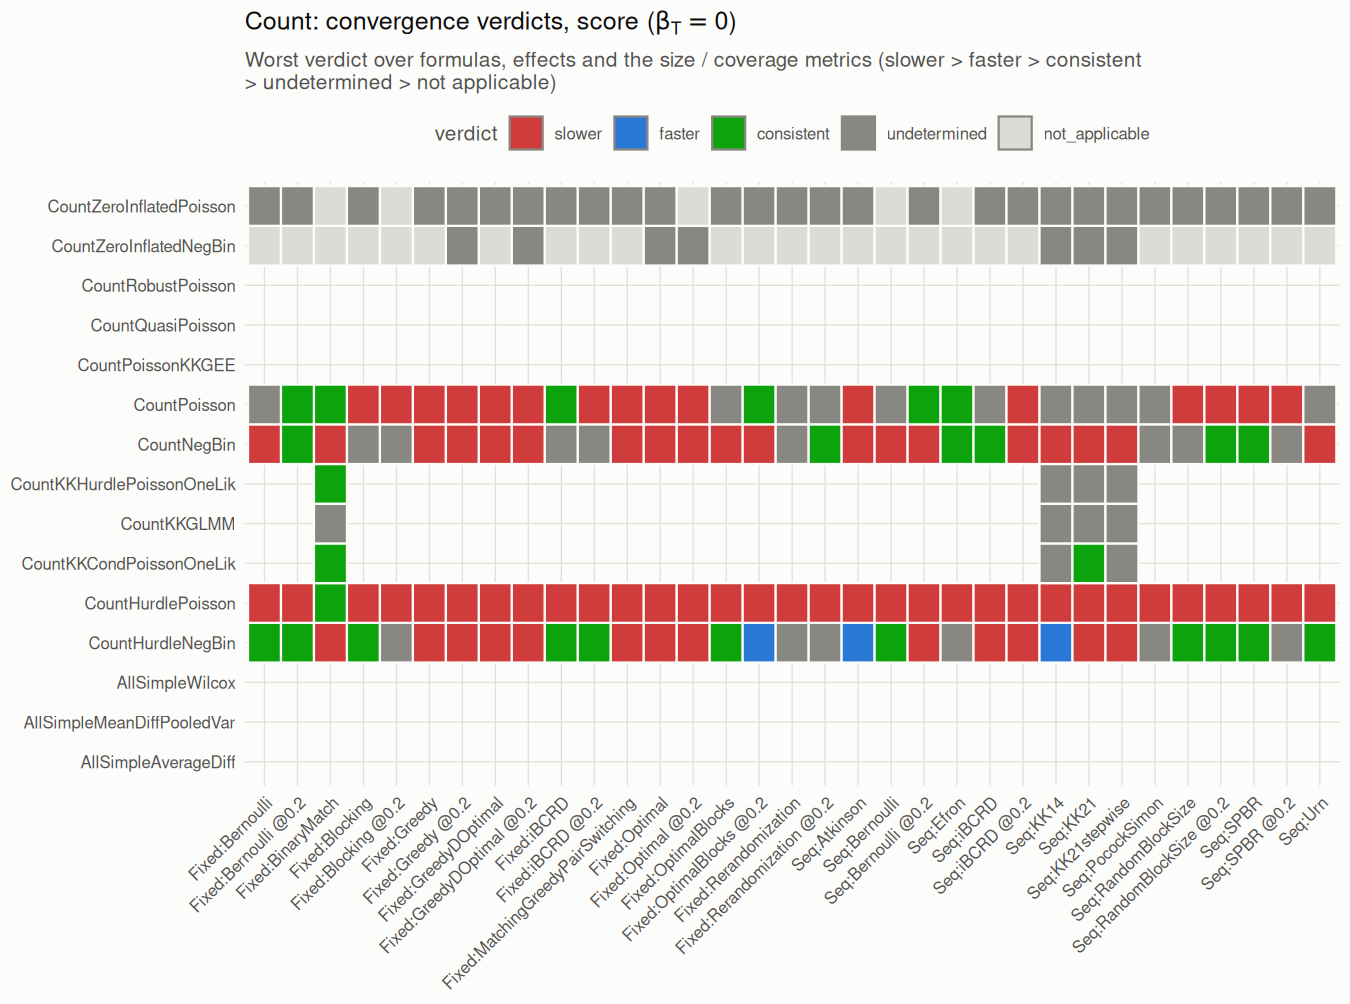 Count: convergence verdicts, score (βT = 0)
Worst verdict over formulas, effects and the size / coverage metrics (slower > faster > consistent
> undetermined > not applicable)
verdict slower faster consistent undetermined not_applicable
CountZeroInflatedPoisson
CountZeroInflatedNegBin
CountRobustPoisson
CountQuasiPoisson
CountPoissonKKGEE
CountPoisson
CountNegBin
CountKKHurdlePoissonOneLik
CountKKGLMM
CountKKCondPoissonOneLik
CountHurdlePoisson
CountHurdleNegBin
AllSimpleWilcox
AllSimpleMeanDiffPooledVar
AllSimpleAverageDiff
Fixed:Bernoulli
Fixed:Bernoulli @0.2
Fixed:BinaryMatch
Fixed:Blocking
Fixed:Blocking @0.2
Fixed:Greedy
Fixed:Greedy @0.2
Fixed:GreedyDOptimal
Fixed:GreedyDOptimal @0.2
Fixed:iBCRD
Fixed:iBCRD @0.2
Fixed:MatchingGreedyPairSwitching
Fixed:Optimal
Fixed:Optimal @0.2
Fixed:OptimalBlocks
Fixed:OptimalBlocks @0.2
Fixed:Rerandomization
Fixed:Rerandomization @0.2
Seq:Atkinson
Seq:Bernoulli
Seq:Bernoulli @0.2
Seq:Efron
Seq:iBCRD
Seq:iBCRD @0.2
Seq:KK14
Seq:KK21
Seq:KK21stepwise
Seq:PocockSimon
Seq:RandomBlockSize
Seq:RandomBlockSize @0.2
Seq:SPBR
Seq:SPBR @0.2
Seq:Urn